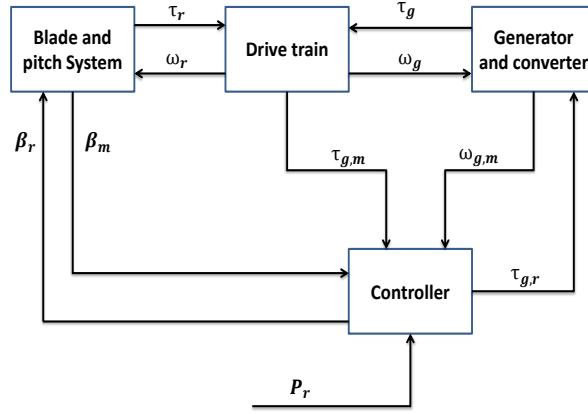 τr
τg
Blade and
pitch System
Drive train
Generator
and converter
ωr
ωg
βr
βm
τg,m
ωg,m
Controller
τg,r
Pr